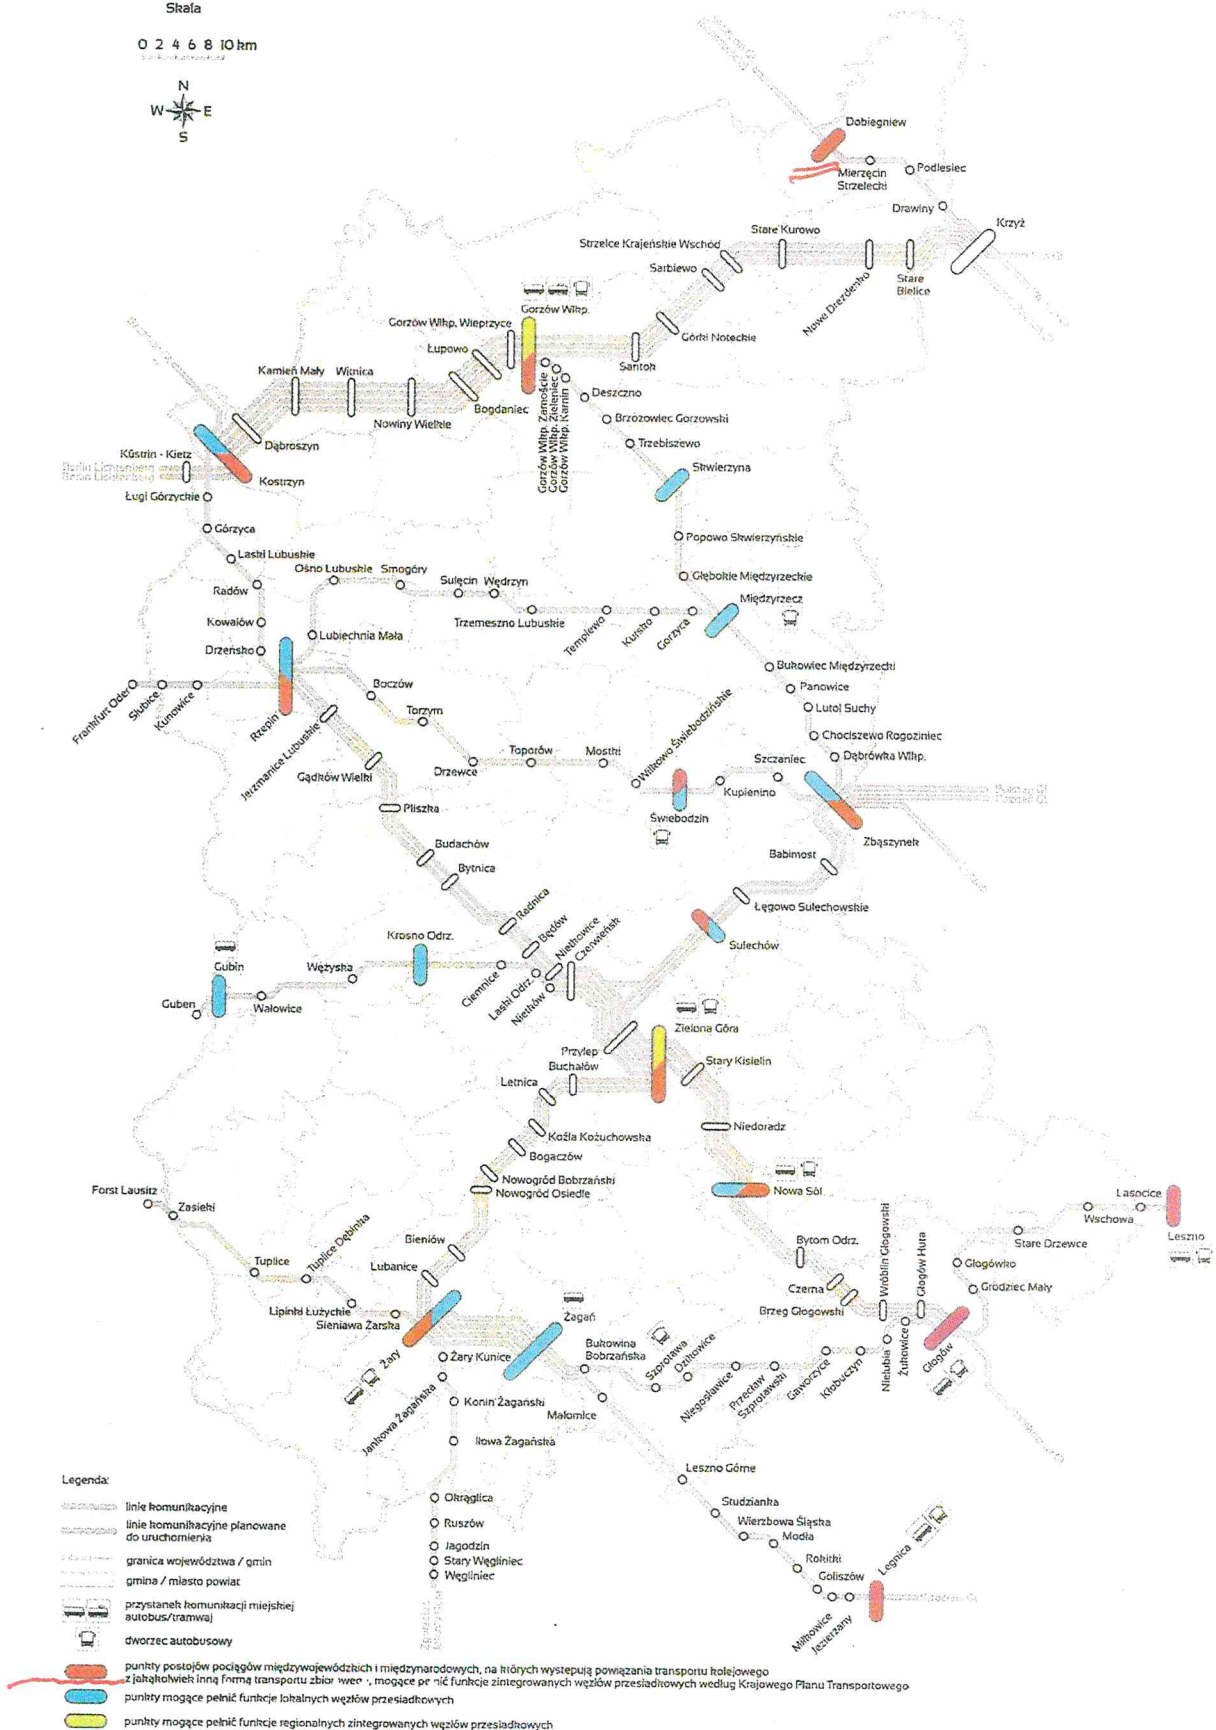 Skala
0 2 4 6 8 10 km
N
W E
S
Dobiegniew
Mierzęcin
Strzelecki
Podlesiec
Drawiny
Krzyż
Stare Kurowo
Strzelce Krajeńskie Wschód
Sarbiewo
Nowe Drezdenko
Stare
Bielice
Gorzów Wlkp.
Gorzów Wlkp. Wieprzyce
Łupowo
Górki Noteckie
Santok
Kamień Mały
Witnica
Bogdaniec
Nowiny Wielkie
Gorzów Wlkp. Zamoście
Gorzów Wlkp. Zieleniec
Gorzów Wlkp. Karnin
Deszczno
Brzozowiec Gorzowski
Trzebiszewo
Skwierzyna
Dąbroszyn
Küstrin - Kietz
Berlin Lichtenberg
Berlin Lichtenberg
Kostrzyn
Ługi Górzyckie
Górzyca
Laski Lubuskie
Popowo Skwierzyńskie
Głębokie Międzyrzeckie
Ośno Lubuskie
Smogóry
Sulęcin
Wędrzyn
Międzyrzecz
Radów
Kowalów
Trzemeszno Lubuskie
Templewo
Kursko
Gorzyca
Drzeńsko
Lubiechnia Mała
Bukowiec Międzyrzecki
Panowice
Lutol Suchy
Chociszewo Rogoziniec
Dąbrówka Wlkp.
Frankfurt Oder
Słubice
Kunowice
Rzepin
Boczów
Torzym
Jerzmanice Lubuskie
Gądków Wielki
Drzewce
Toporów
Mostki
Wilkowo Świebodzińskie
Szczaniec
Kupienino
Świebodzin
Zbąszynek
Pliszka
Budachów
Bytnica
Babimost
Łęgowo Sulechowskie
Sulechów
Radnica
Będów
Nietkowice
Czerwieńsk
Krosno Odrz.
Gubin
Wężyska
Guben
Wałowice
Ciemnice
Laski Odrz.
Nietków
Zielona Góra
Przylep
Buchałów
Letnica
Stary Kisielin
Niedoradz
Koźla Kożuchowska
Bogaczów
Nowogród Bobrzański
Nowogród Osiedle
Nowa Sól
Forst Lausitz
Zasieki
Lasocice
Wschowa
Leszno
Stare Drzewce
Tuplice
Tuplice Dębinka
Bieniów
Lubanice
Bytom Odrz.
Wróblin Głogowski
Głogów Huta
Głogówko
Grodziec Mały
Czerna
Brzeg Głogowski
Lipinki Łużyckie
Sieniawa Żarska
Żary
Żagań
Bukowina
Bobrzańska
Szprotawa
Dzikowice
Niegosławice
Przecław
Szprotawski
Gaworzyce
Kłobuczyn
Nielubia
Żukowice
Głogów
Żary Kunice
Jankowa Żagańska
Konin Żagański
Małomice
Iłowa Żagańska
Leszno Górne
Studzianka
Wierzbowa Śląska
Modła
Rokitki
Goliszów
Miłkowice
Jezierzany
Legnica
Okrąglica
Ruszów
Jagodzin
Stary Węgliniec
Węgliniec
Legenda:
linie komunikacyjne
linie komunikacyjne planowane
do uruchomienia
granica województwa / gmin
gmina / miasto powiat
przystanek komunikacji miejskiej
autobus/tramwaj
dworzec autobusowy
punkty postojów pociągów międzywojewódzkich i międzynarodowych, na których występują powiązania transportu kolejowego
z jakąkolwiek inną formą transportu zbior, mogące pełnić funkcje zintegrowanych węzłów przesiadkowych według Krajowego Planu Transportowego
punkty mogące pełnić funkcje lokalnych węzłów przesiadkowych
punkty mogące pełnić funkcje regionalnych zintegrowanych węzłów przesiadkowych